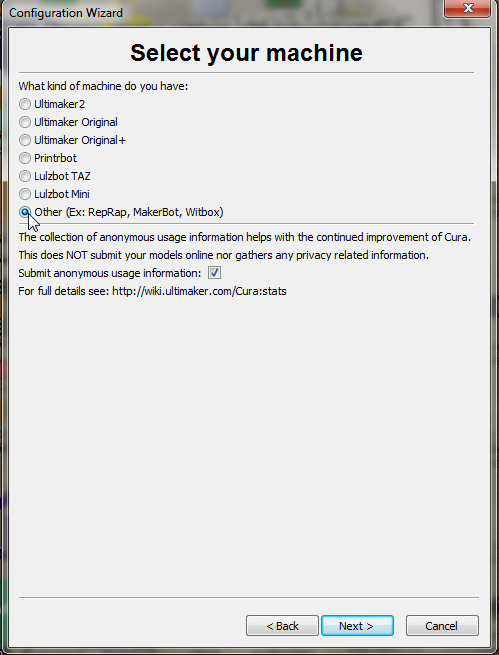 Configuration Wizard
Select your machine
What kind of machine do you have:
Ultimaker2
Ultimaker Original
Ultimaker Original+
Printrbot
Lulzbot TAZ
Lulzbot Mini
Other (Ex: RepRap, MakerBot, Witbox)
The collection of anonymous usage information helps with the continued improvement of Cura.
This does NOT submit your models online nor gathers any privacy related information.
Submit anonymous usage information:
For full details see: http://wiki.ultimaker.com/Cura:stats
< Back Next > Cancel